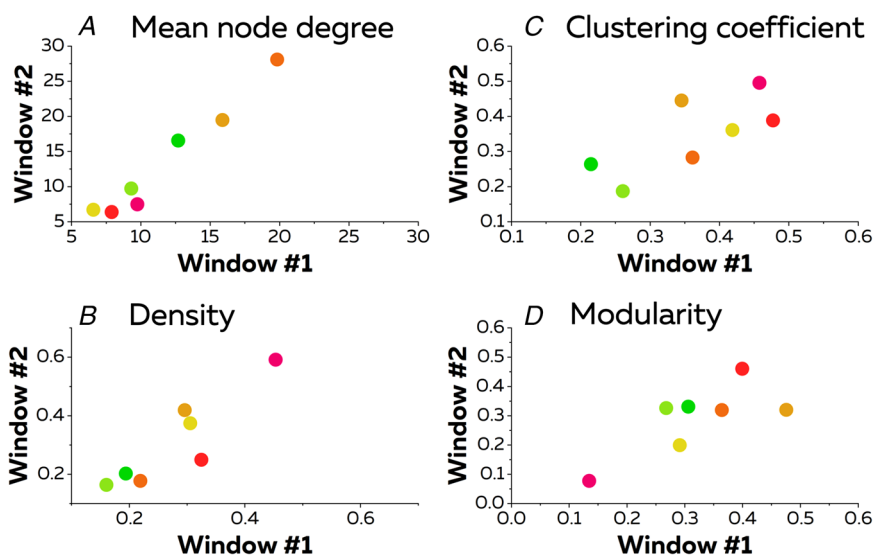 A Mean node degree
30
25
20
15
10
5
5 10 15 20 25 30
Window #2
Window #1
C Clustering coefficient
0.6
0.5
0.4
0.3
0.2
0.1
0.1 0.2 0.3 0.4 0.5 0.6
Window #2
Window #1
B Density
0.6
0.4
0.2
0.2 0.4 0.6
Window #2
Window #1
D Modularity
0.6
0.5
0.4
0.3
0.2
0.1
0.0
0.0 0.1 0.2 0.3 0.4 0.5 0.6
Window #2
Window #1